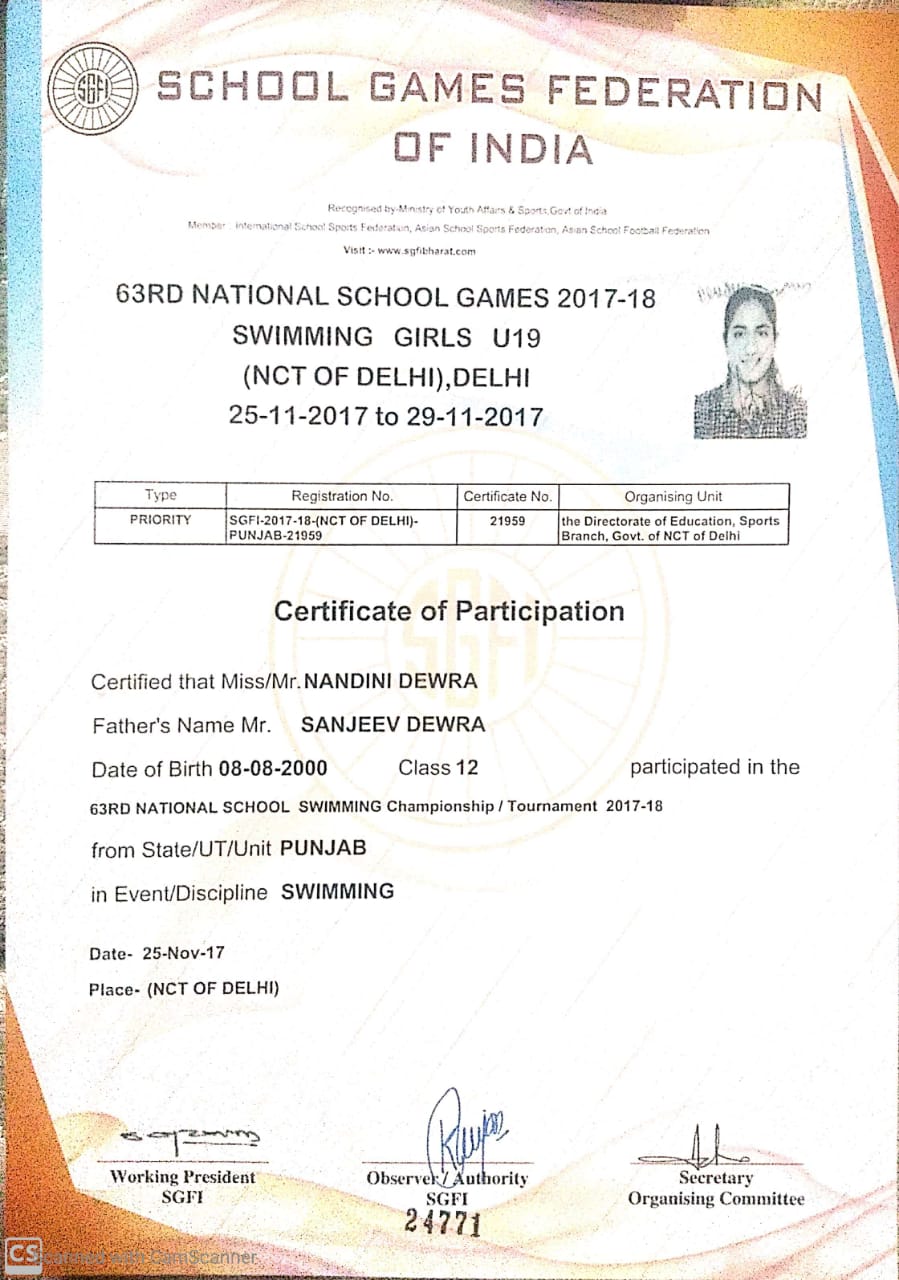 SGFI
SCHOOL GAMES FEDERATION
OF INDIA
Recognised by-Ministry of Youth Affairs & Sports,Govt of India
Member : International School Sports Federation, Asian School Sports Federation, Asian School Football Federation
Visit :- www.sgfibharat.com
63RD NATIONAL SCHOOL GAMES 2017-18
SWIMMING GIRLS U19
(NCT OF DELHI),DELHI
25-11-2017 to 29-11-2017
Type Registration No. Certificate No. Organising Unit
PRIORITY SGFI-2017-18-(NCT OF DELHI)- 21959 the Directorate of Education, Sports
PUNJAB-21959 Branch, Govt. of NCT of Delhi
SGFI
Certificate of Participation
Certified that Miss/Mr. NANDINI DEWRA
Father's Name Mr. SANJEEV DEWRA
Date of Birth 08-08-2000 Class 12 participated in the
63RD NATIONAL SCHOOL SWIMMING Championship / Tournament 2017-18
from State/UT/Unit PUNJAB
in Event/Discipline SWIMMING
Date- 25-Nov-17
Place- (NCT OF DELHI)
Working President Observer / Authority Secretary
SGFI SGFI Organising Committee
24771
CS Scanned with CamScanner